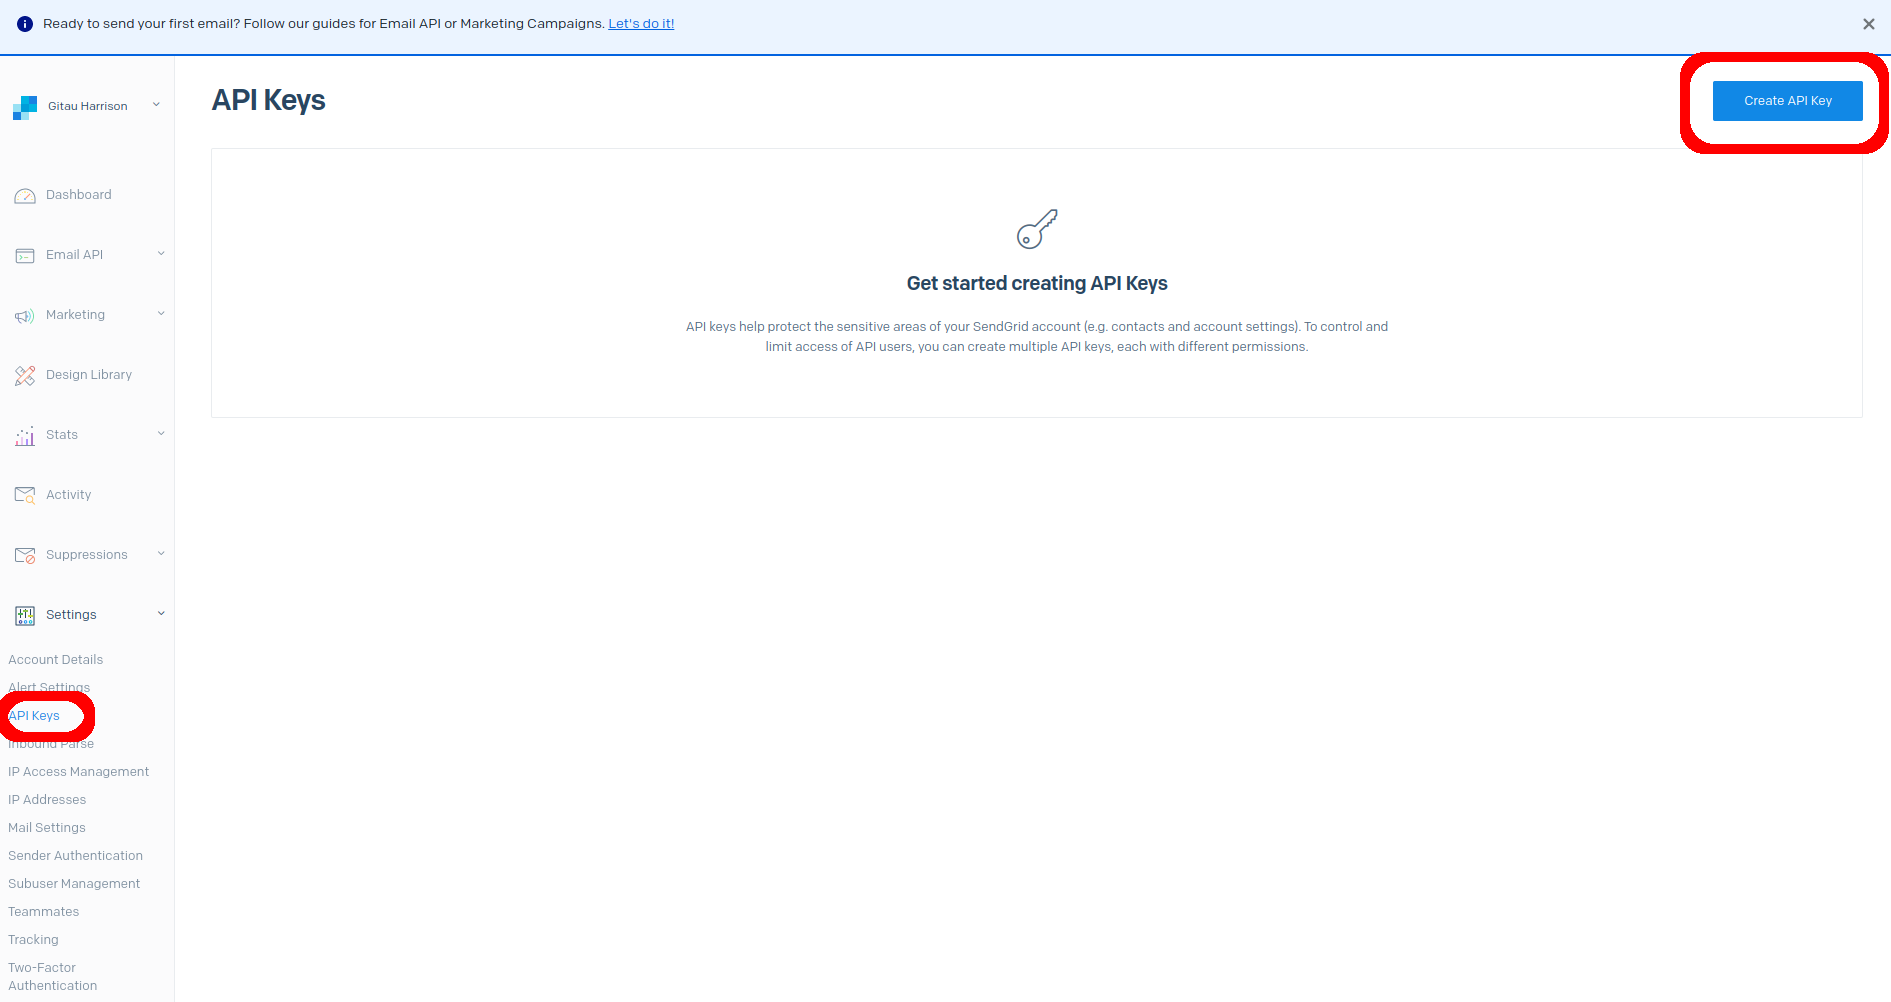 Ready to send your first email? Follow our guides for Email API or Marketing Campaigns. Let's do it!
Gitau Harrison
Dashboard
Email API
Marketing
Design Library
Stats
Activity
Suppressions
Settings
Account Details
Alert Settings
API Keys
Inbound Parse
IP Access Management
IP Addresses
Mail Settings
Sender Authentication
Subuser Management
Teammates
Tracking
Two-Factor
Authentication
API Keys
Create API Key
Get started creating API Keys
API keys help protect the sensitive areas of your SendGrid account (e.g. contacts and account settings). To control and
limit access of API users, you can create multiple API keys, each with different permissions.